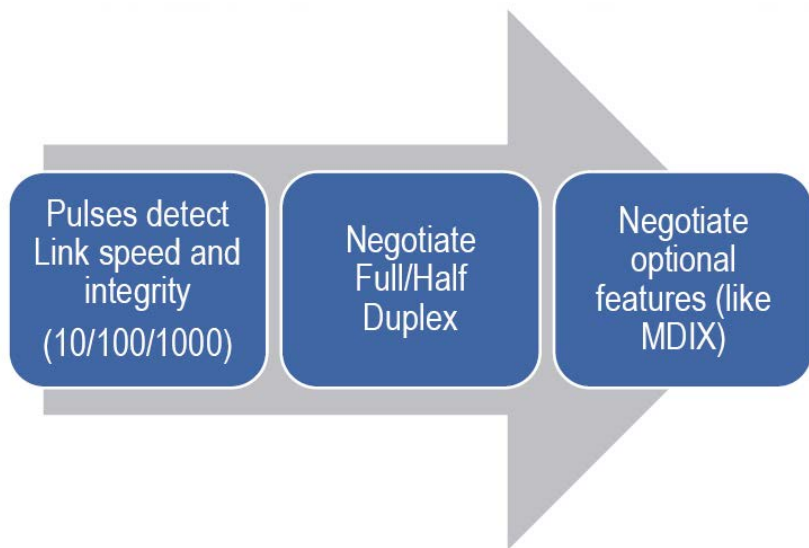 Pulses detect
Link speed and
integrity
(10/100/1000)
Negotiate
Full/Half
Duplex
Negotiate
optional
features (like
MDIX)